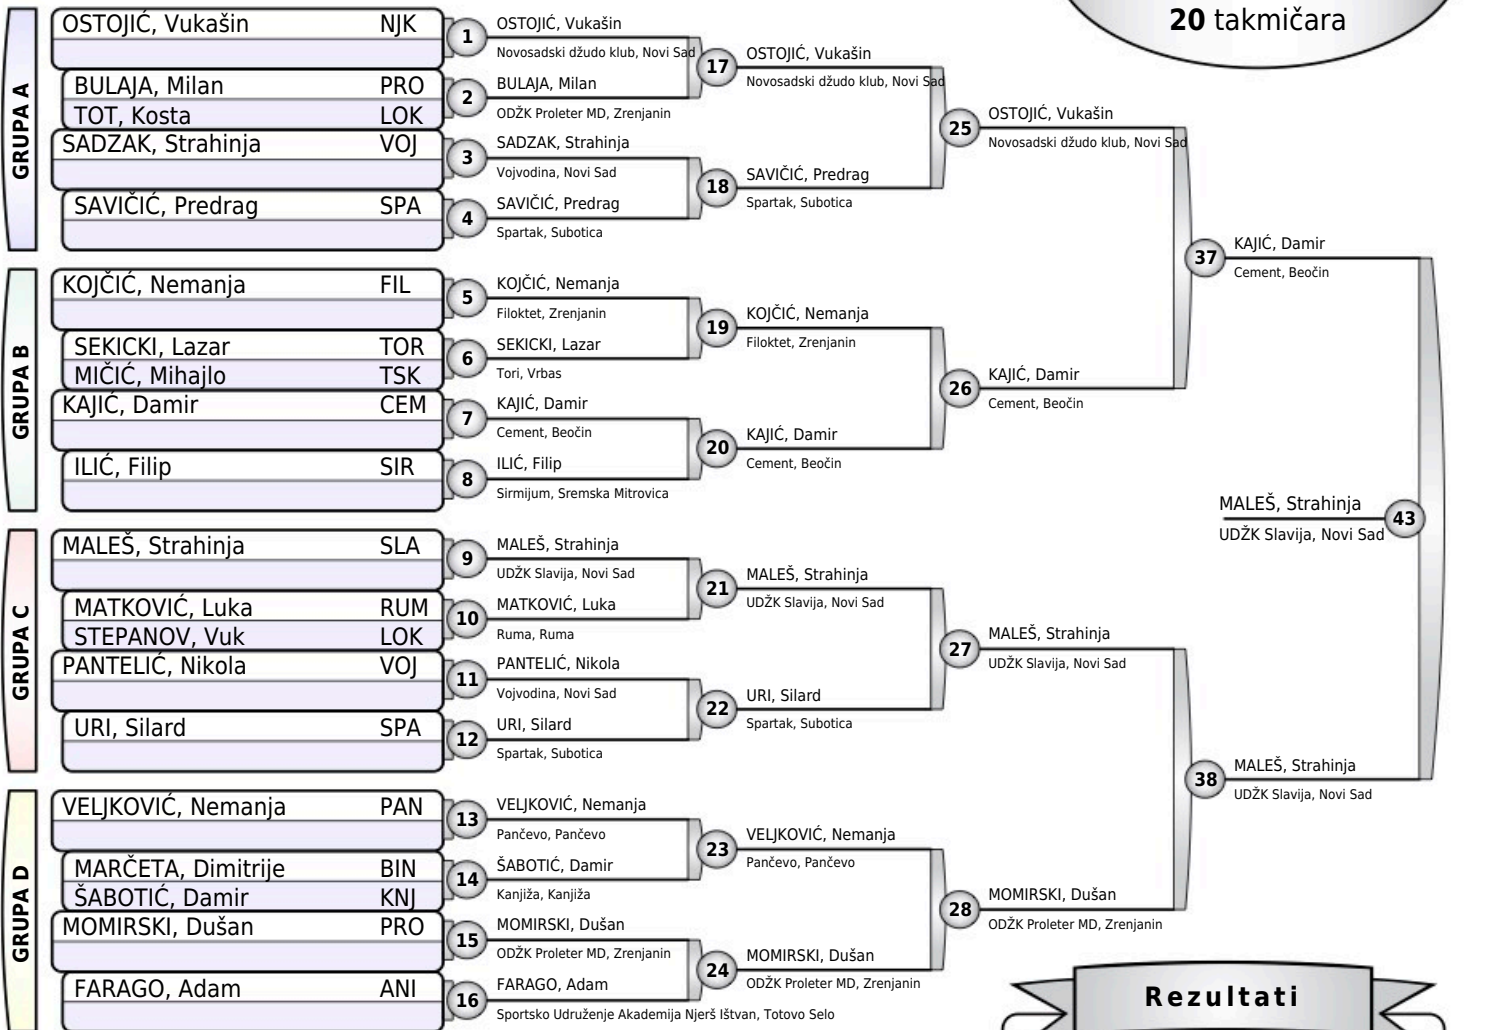 20 takmičara
GRUPA A
OSTOJIĆ, Vukašin NJK
BULAJA, Milan PRO
TOT, Kosta LOK
SADZAK, Strahinja VOJ
SAVIČIĆ, Predrag SPA
GRUPA B
KOJČIĆ, Nemanja FIL
SEKICKI, Lazar TOR
MIČIĆ, Mihajlo TSK
KAJIĆ, Damir CEM
ILIĆ, Filip SIR
GRUPA C
MALEŠ, Strahinja SLA
MATKOVIĆ, Luka RUM
STEPANOV, Vuk LOK
PANTELIĆ, Nikola VOJ
URI, Silard SPA
GRUPA D
VELJKOVIĆ, Nemanja PAN
MARČETA, Dimitrije BIN
ŠABOTIĆ, Damir KNJ
MOMIRSKI, Dušan PRO
FARAGO, Adam ANI
1
OSTOJIĆ, Vukašin
Novosadski džudo klub, Novi Sad
2
BULAJA, Milan
ODŽK Proleter MD, Zrenjanin
3
SADZAK, Strahinja
Vojvodina, Novi Sad
4
SAVIČIĆ, Predrag
Spartak, Subotica
5
KOJČIĆ, Nemanja
Filoktet, Zrenjanin
6
SEKICKI, Lazar
Tori, Vrbas
7
KAJIĆ, Damir
Cement, Beočin
8
ILIĆ, Filip
Sirmijum, Sremska Mitrovica
9
MALEŠ, Strahinja
UDŽK Slavija, Novi Sad
10
MATKOVIĆ, Luka
Ruma, Ruma
11
PANTELIĆ, Nikola
Vojvodina, Novi Sad
12
URI, Silard
Spartak, Subotica
13
VELJKOVIĆ, Nemanja
Pančevo, Pančevo
14
ŠABOTIĆ, Damir
Kanjiža, Kanjiža
15
MOMIRSKI, Dušan
ODŽK Proleter MD, Zrenjanin
16
FARAGO, Adam
Sportsko Udruženje Akademija Njerš Ištvan, Totovo Selo
17
OSTOJIĆ, Vukašin
Novosadski džudo klub, Novi Sad
18
SAVIČIĆ, Predrag
Spartak, Subotica
19
KOJČIĆ, Nemanja
Filoktet, Zrenjanin
20
KAJIĆ, Damir
Cement, Beočin
21
MALEŠ, Strahinja
UDŽK Slavija, Novi Sad
22
URI, Silard
Spartak, Subotica
23
VELJKOVIĆ, Nemanja
Pančevo, Pančevo
24
MOMIRSKI, Dušan
ODŽK Proleter MD, Zrenjanin
25
OSTOJIĆ, Vukašin
Novosadski džudo klub, Novi Sad
26
KAJIĆ, Damir
Cement, Beočin
27
MALEŠ, Strahinja
UDŽK Slavija, Novi Sad
28
MOMIRSKI, Dušan
ODŽK Proleter MD, Zrenjanin
37
KAJIĆ, Damir
Cement, Beočin
38
MALEŠ, Strahinja
UDŽK Slavija, Novi Sad
MALEŠ, Strahinja
UDŽK Slavija, Novi Sad
43
Rezultati